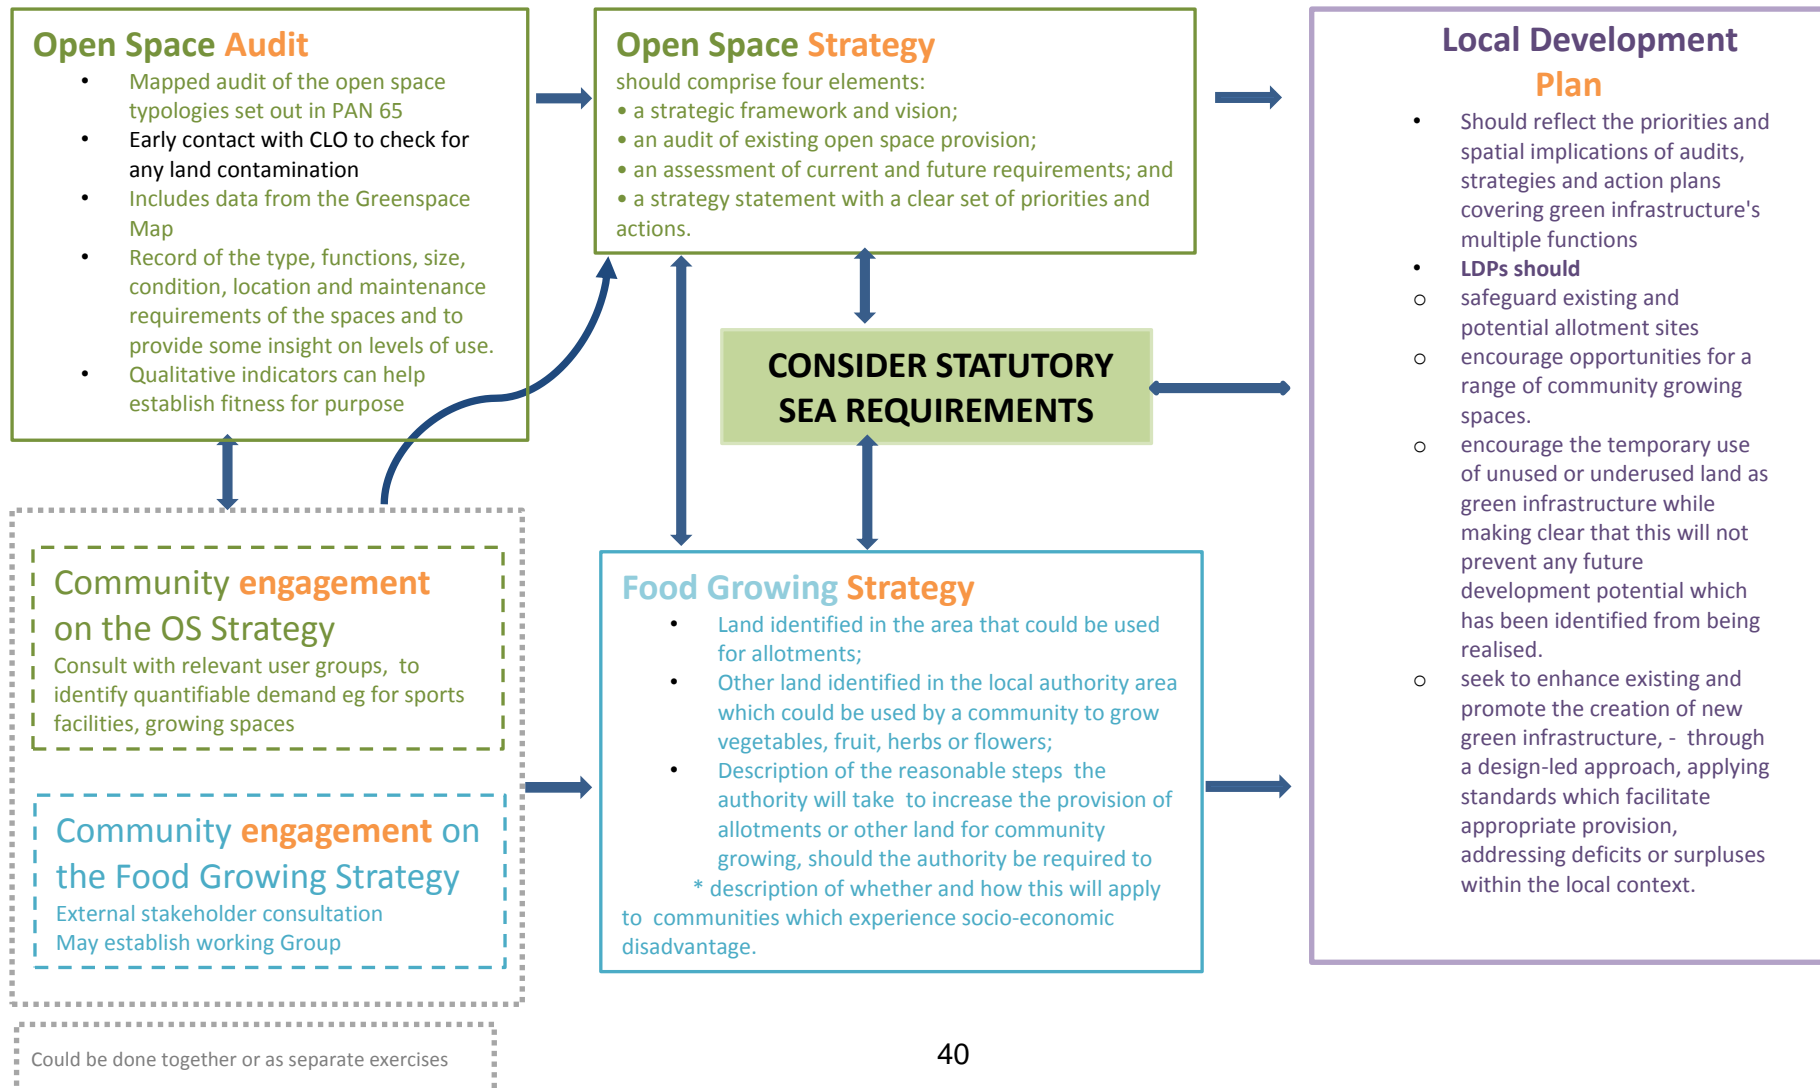 Open Space Audit
• Mapped audit of the open space
typologies set out in PAN 65
• Early contact with CLO to check for
any land contamination
• Includes data from the Greenspace
Map
• Record of the type, functions, size,
condition, location and maintenance
requirements of the spaces and to
provide some insight on levels of use.
• Qualitative indicators can help
establish fitness for purpose
Open Space Strategy
should comprise four elements:
• a strategic framework and vision;
• an audit of existing open space provision;
• an assessment of current and future requirements; and
• a strategy statement with a clear set of priorities and
actions.
Local Development
Plan
• Should reflect the priorities and
spatial implications of audits,
strategies and action plans
covering green infrastructure's
multiple functions
• LDPs should
o safeguard existing and
potential allotment sites
o encourage opportunities for a
range of community growing
spaces.
o encourage the temporary use
of unused or underused land as
green infrastructure while
making clear that this will not
prevent any future
development potential which
has been identified from being
realised.
o seek to enhance existing and
promote the creation of new
green infrastructure, - through
a design-led approach, applying
standards which facilitate
appropriate provision,
addressing deficits or surpluses
within the local context.
CONSIDER STATUTORY
SEA REQUIREMENTS
Community engagement
on the OS Strategy
Consult with relevant user groups, to
identify quantifiable demand eg for sports
facilities, growing spaces
Community engagement on
the Food Growing Strategy
External stakeholder consultation
May establish working Group
Food Growing Strategy
• Land identified in the area that could be used
for allotments;
• Other land identified in the local authority area
which could be used by a community to grow
vegetables, fruit, herbs or flowers;
• Description of the reasonable steps the
authority will take to increase the provision of
allotments or other land for community
growing, should the authority be required to
* description of whether and how this will apply
to communities which experience socio-economic
disadvantage.
Could be done together or as separate exercises
40